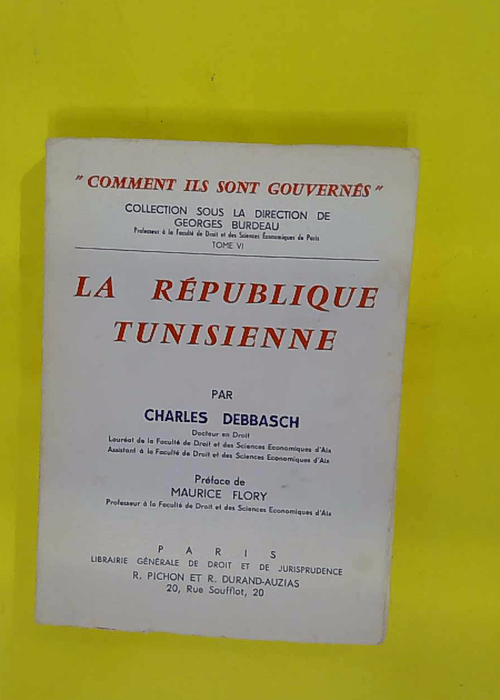 " COMMENT ILS SONT GOUVERNÉS "
COLLECTION SOUS LA DIRECTION DE
GEORGES BURDEAU
Professeur à la Faculté de Droit et des Sciences Économiques de Paris
TOME VI
LA RÉPUBLIQUE
TUNISIENNE
PAR
CHARLES DEBBASCH
Docteur en Droit
Lauréat de la Faculté de Droit et des Sciences Economiques d'Aix
Assistant à la Faculté de Droit et des Sciences Economiques d'Aix
Préface de
MAURICE FLORY
Professeur à la Faculté de Droit et des Sciences Economiques d'Aix
PARIS
LIBRAIRIE GÉNÉRALE DE DROIT ET DE JURISPRUDENCE
R. PICHON ET R. DURAND-AUZIAS
20, Rue Soufflot, 20